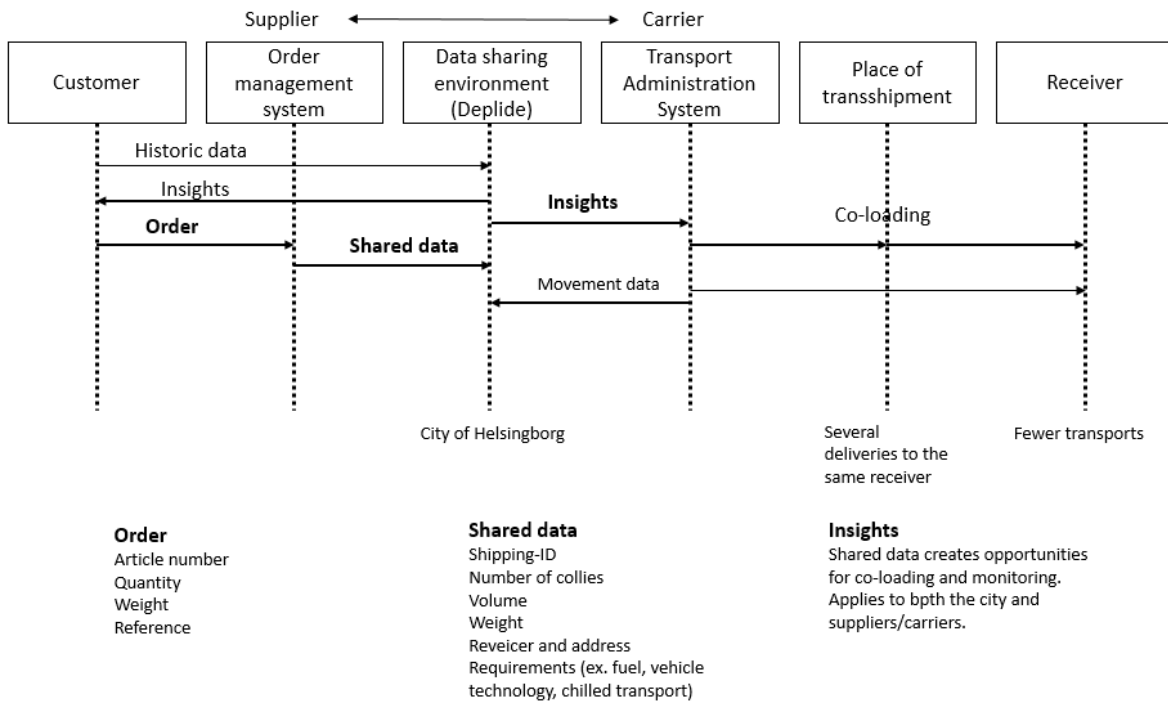 Supplier
Carrier
Customer
Order
management
system
Data sharing
environment
(Deplide)
Transport
Administration
System
Place of
transshipment
Receiver
Historic data
Insights
Insights
Order
Co-loading
Shared data
Movement data
City of Helsingborg
Several
deliveries to the
same receiver
Fewer transports
Order
Article number
Quantity
Weight
Reference
Shared data
Shipping-ID
Number of collies
Volume
Weight
Reveicer and address
Requirements (ex. fuel, vehicle
technology, chilled transport)
Insights
Shared data creates opportunities
for co-loading and monitoring.
Applies to bpth the city and
suppliers/carriers.